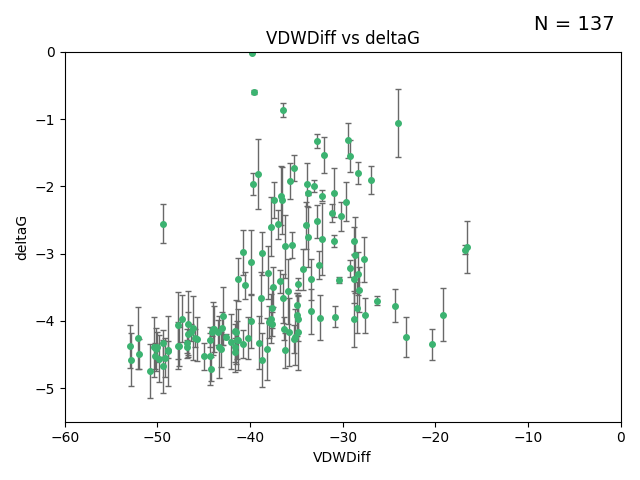 N = 137
VDWDiff vs deltaG
deltaG
0
−1
−2
−3
−4
−5
−60 −50 −40 −30 −20 −10 0
VDWDiff